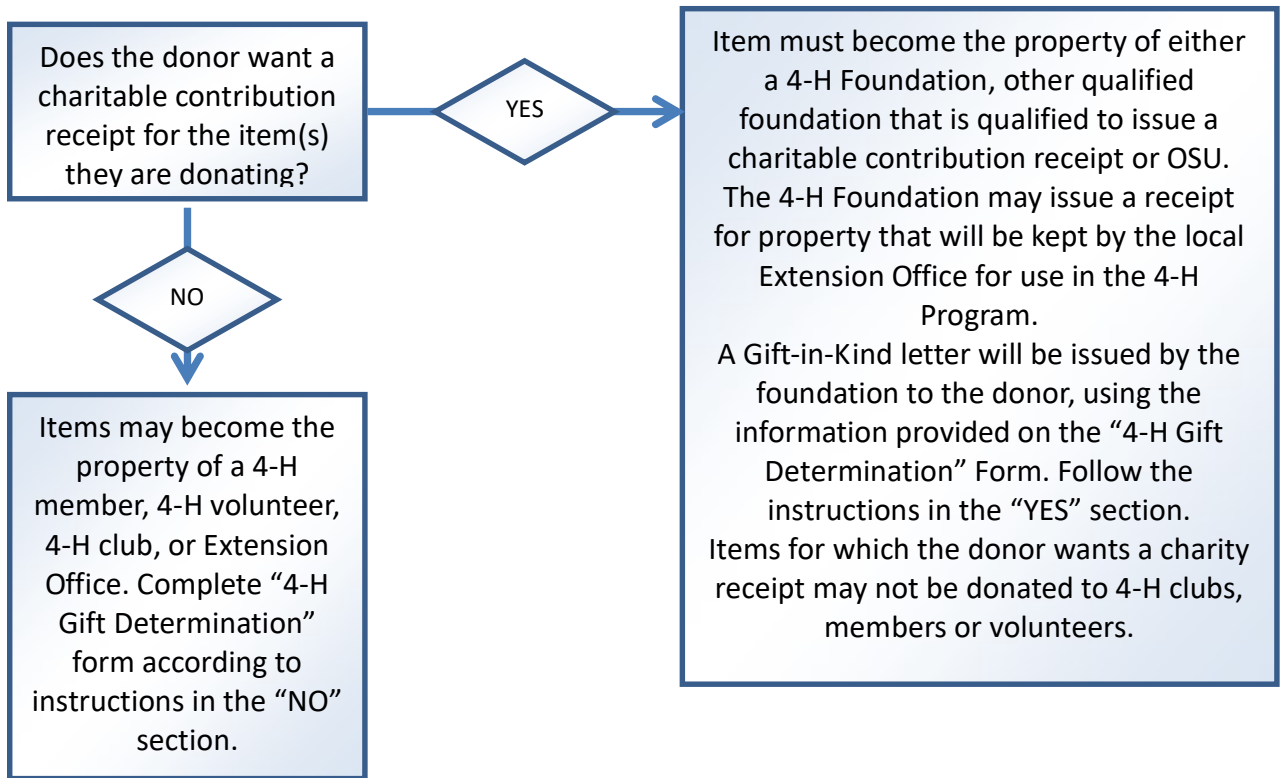 Does the donor want a
charitable contribution
receipt for the item(s)
they are donating?
YES
Item must become the property of either
a 4-H Foundation, other qualified
foundation that is qualified to issue a
charitable contribution receipt or OSU.
The 4-H Foundation may issue a receipt
for property that will be kept by the local
Extension Office for use in the 4-H
Program.
A Gift-in-Kind letter will be issued by the
foundation to the donor, using the
information provided on the “4-H Gift
Determination” Form. Follow the
instructions in the “YES” section.
Items for which the donor wants a charity
receipt may not be donated to 4-H clubs,
members or volunteers.
NO
Items may become the
property of a 4-H
member, 4-H volunteer,
4-H club, or Extension
Office. Complete “4-H
Gift Determination”
form according to
instructions in the “NO”
section.